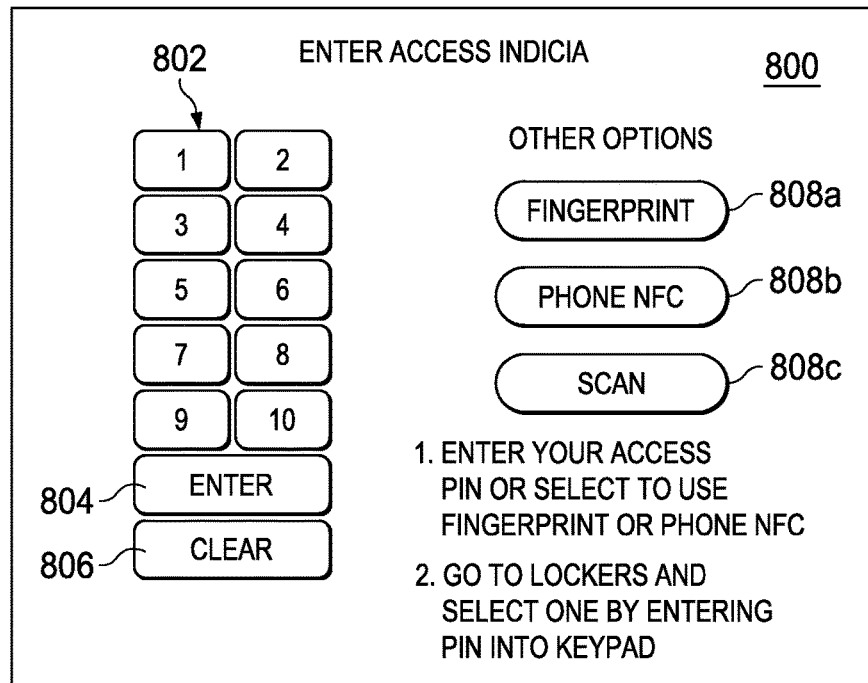 ENTER ACCESS INDICIA
800
802
1 2
3 4
5 6
7 8
9 10
ENTER
804
CLEAR
806
OTHER OPTIONS
FINGERPRINT 808a
PHONE NFC 808b
SCAN 808c
1. ENTER YOUR ACCESS
PIN OR SELECT TO USE
FINGERPRINT OR PHONE NFC
2. GO TO LOCKERS AND
SELECT ONE BY ENTERING
PIN INTO KEYPAD